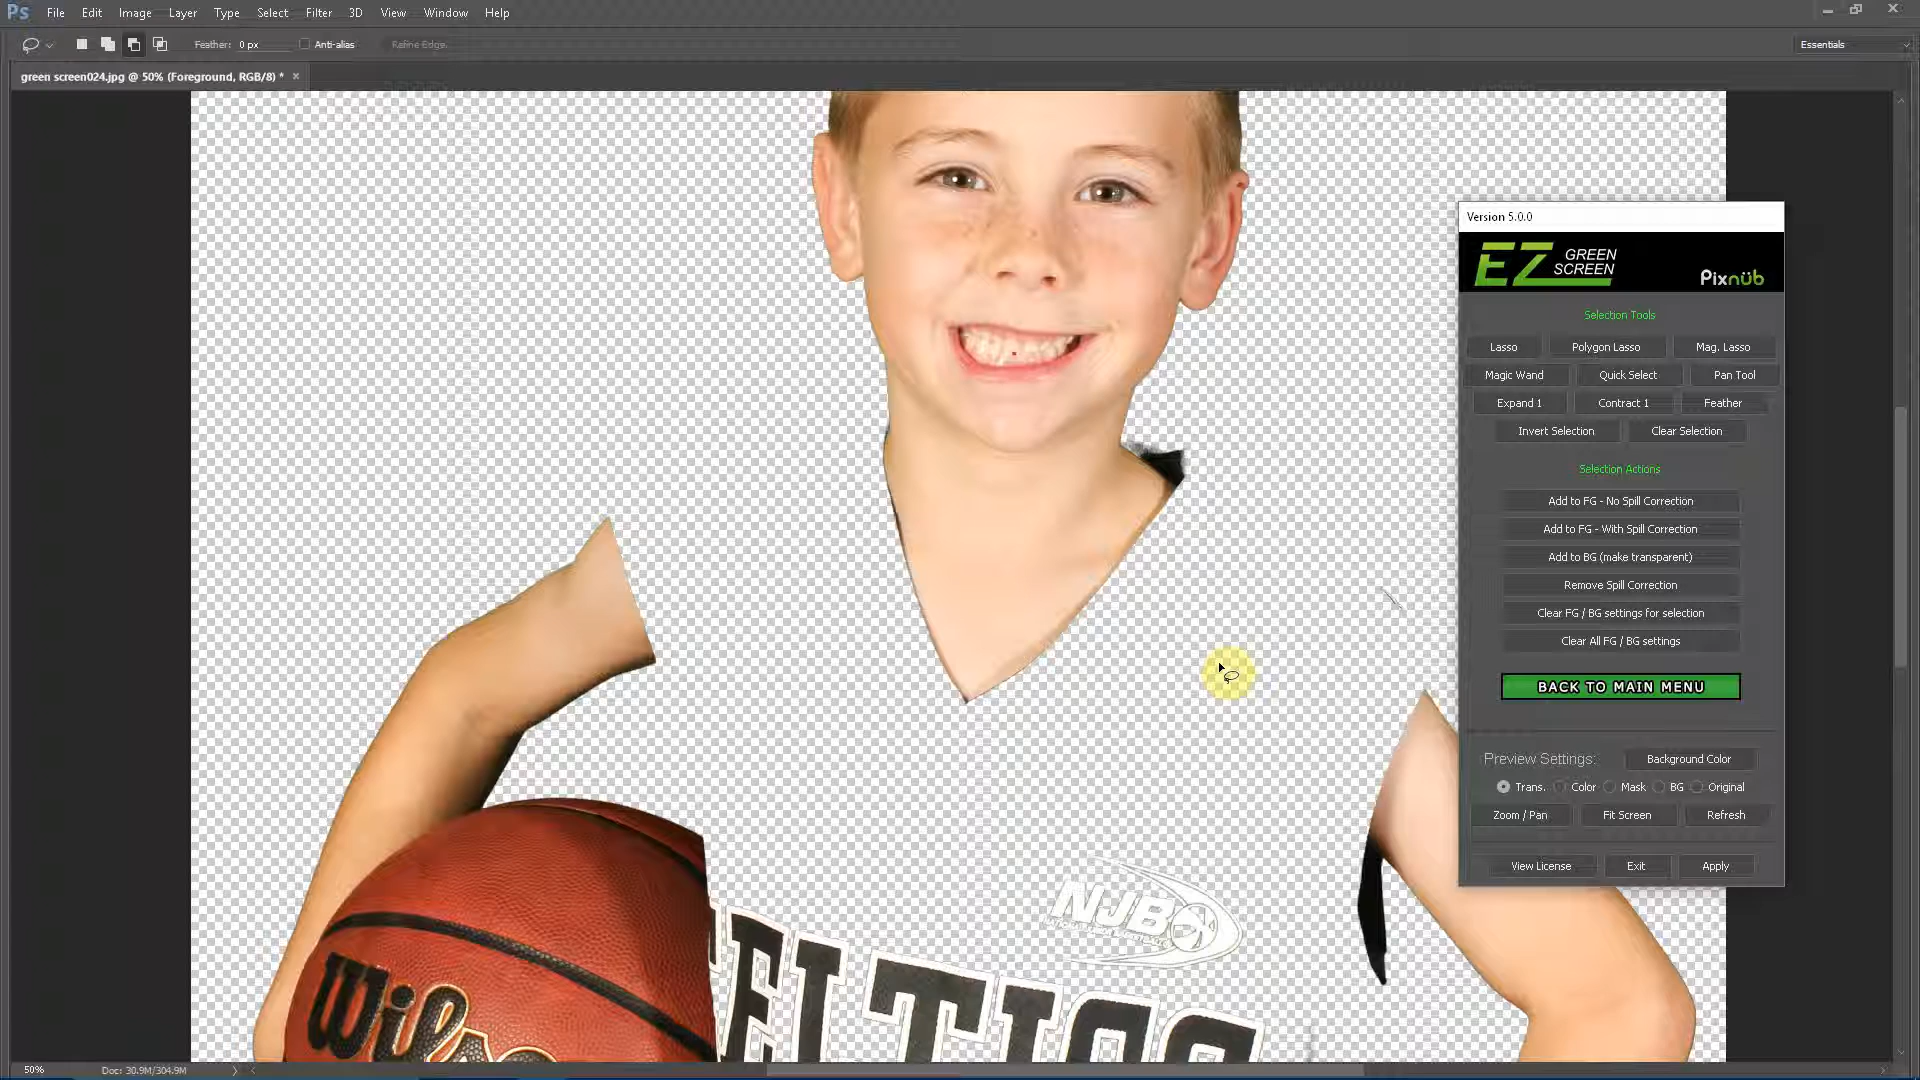 Ps File Edit Image Layer Type Select Filter 3D View Window Help
Feather: 0 px Anti-alias Refine Edge... Essentials
green screen024.jpg @ 50% (Foreground, RGB/8) * ×
Version 5.0.0
EZ GREEN SCREEN Pixnüb
Selection Tools
Lasso Polygon Lasso Mag. Lasso
Magic Wand Quick Select Pan Tool
Expand 1 Contract 1 Feather
Invert Selection Clear Selection
Selection Actions
Add to FG - No Spill Correction
Add to FG - With Spill Correction
Add to BG (make transparent)
Remove Spill Correction
Clear FG / BG settings for selection
Clear All FG / BG settings
BACK TO MAIN MENU
Preview Settings: Background Color
Trans. Color Mask BG Original
Zoom / Pan Fit Screen Refresh
View License Exit Apply
NJB
ELTICS
Wilson
50% Doc: 30.9M/304.9M